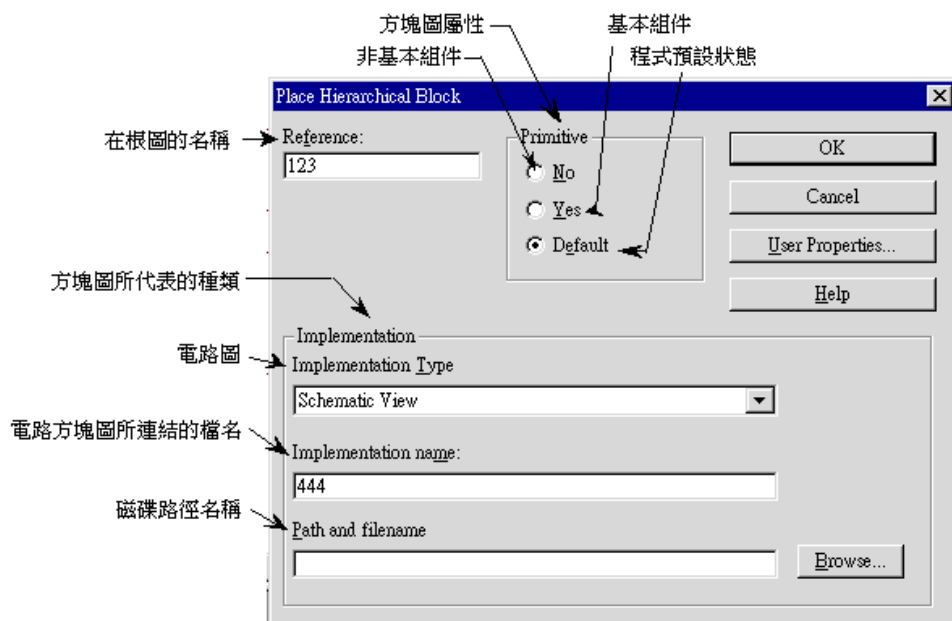 方塊圖屬性
基本組件
非基本組件
程式預設狀態
Place Hierarchical Block
在根圖的名稱
Reference:
123
Primitive
No
Yes
Default
OK
Cancel
User Properties...
Help
方塊圖所代表的種類
Implementation
電路圖
Implementation Type
Schematic View
電路方塊圖所連結的檔名
Implementation name:
444
磁碟路徑名稱
Path and filename
Browse...